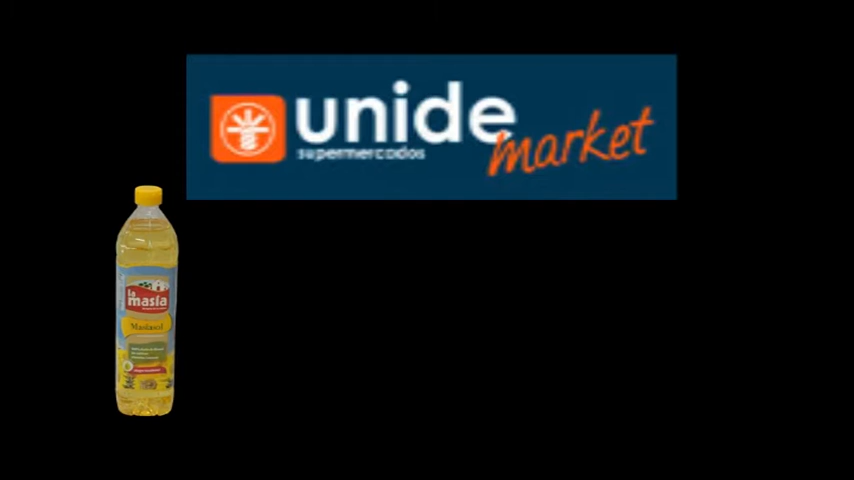 unide
supermercados
market
la
masía
Masiasol